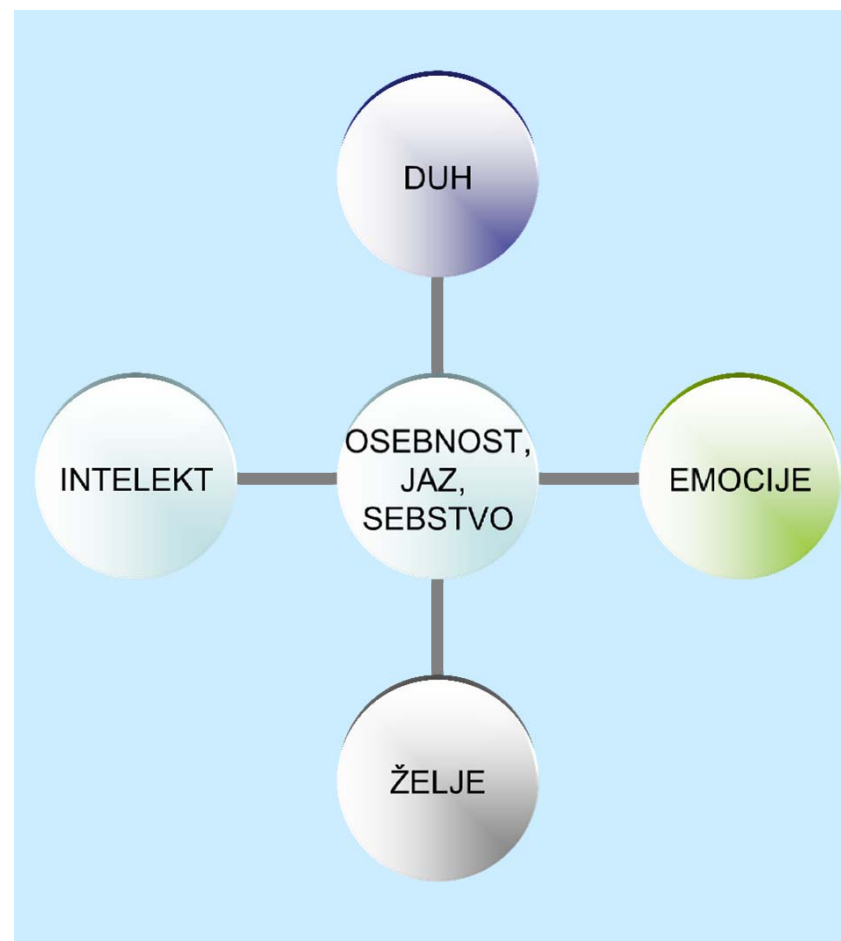 DUH
INTELEKT
OSEBNOST,
JAZ,
SEBSTVO
EMOCIJE
ŽELJE